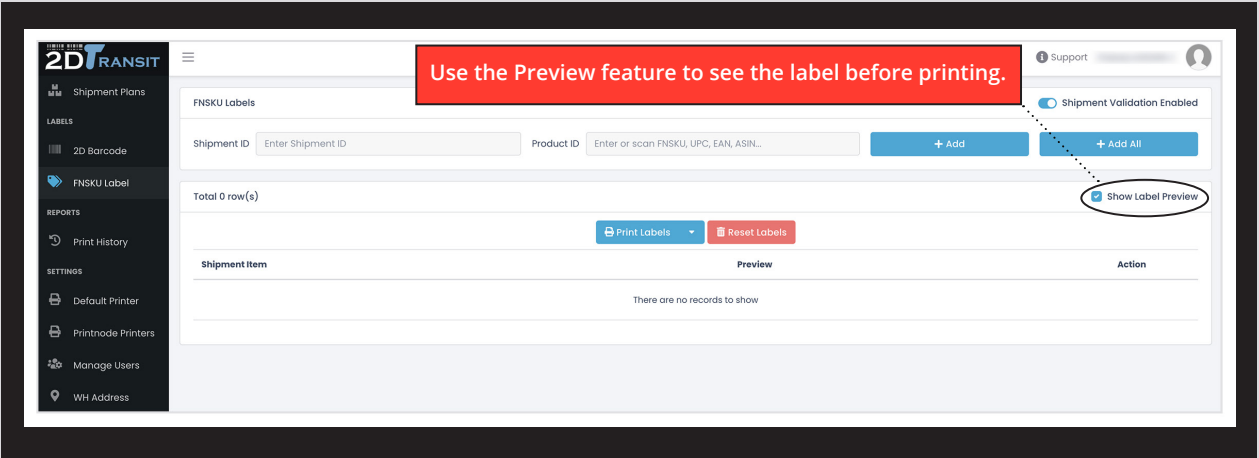 2DTRANSIT
Use the Preview feature to see the label before printing.
Support
Shipment Plans
LABELS
2D Barcode
FNSKU Label
REPORTS
Print History
SETTINGS
Default Printer
Printnode Printers
Manage Users
WH Address
FNSKU Labels
Shipment Validation Enabled
Shipment ID Enter Shipment ID Product ID Enter or scan FNSKU, UPC, EAN, ASIN... + Add + Add All
Total 0 row(s) Show Label Preview
Print Labels Reset Labels
Shipment Item Preview Action
There are no records to show